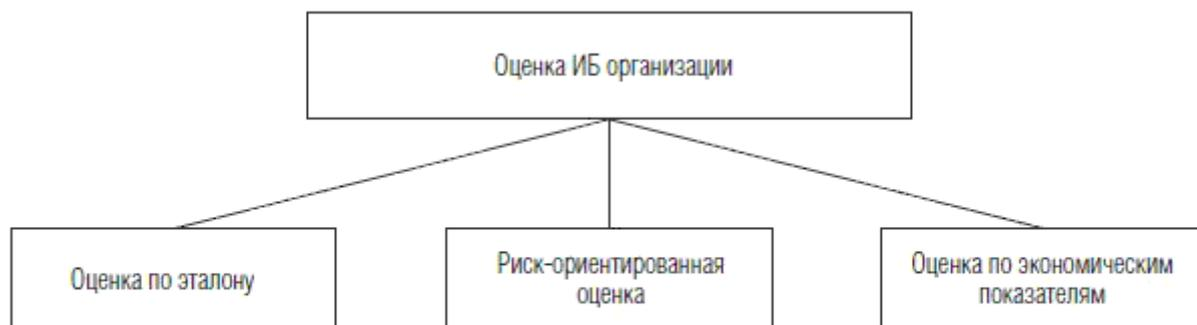 Оценка ИБ организации
Оценка по эталону
Риск-ориентированная
оценка
Оценка по экономическим
показателям